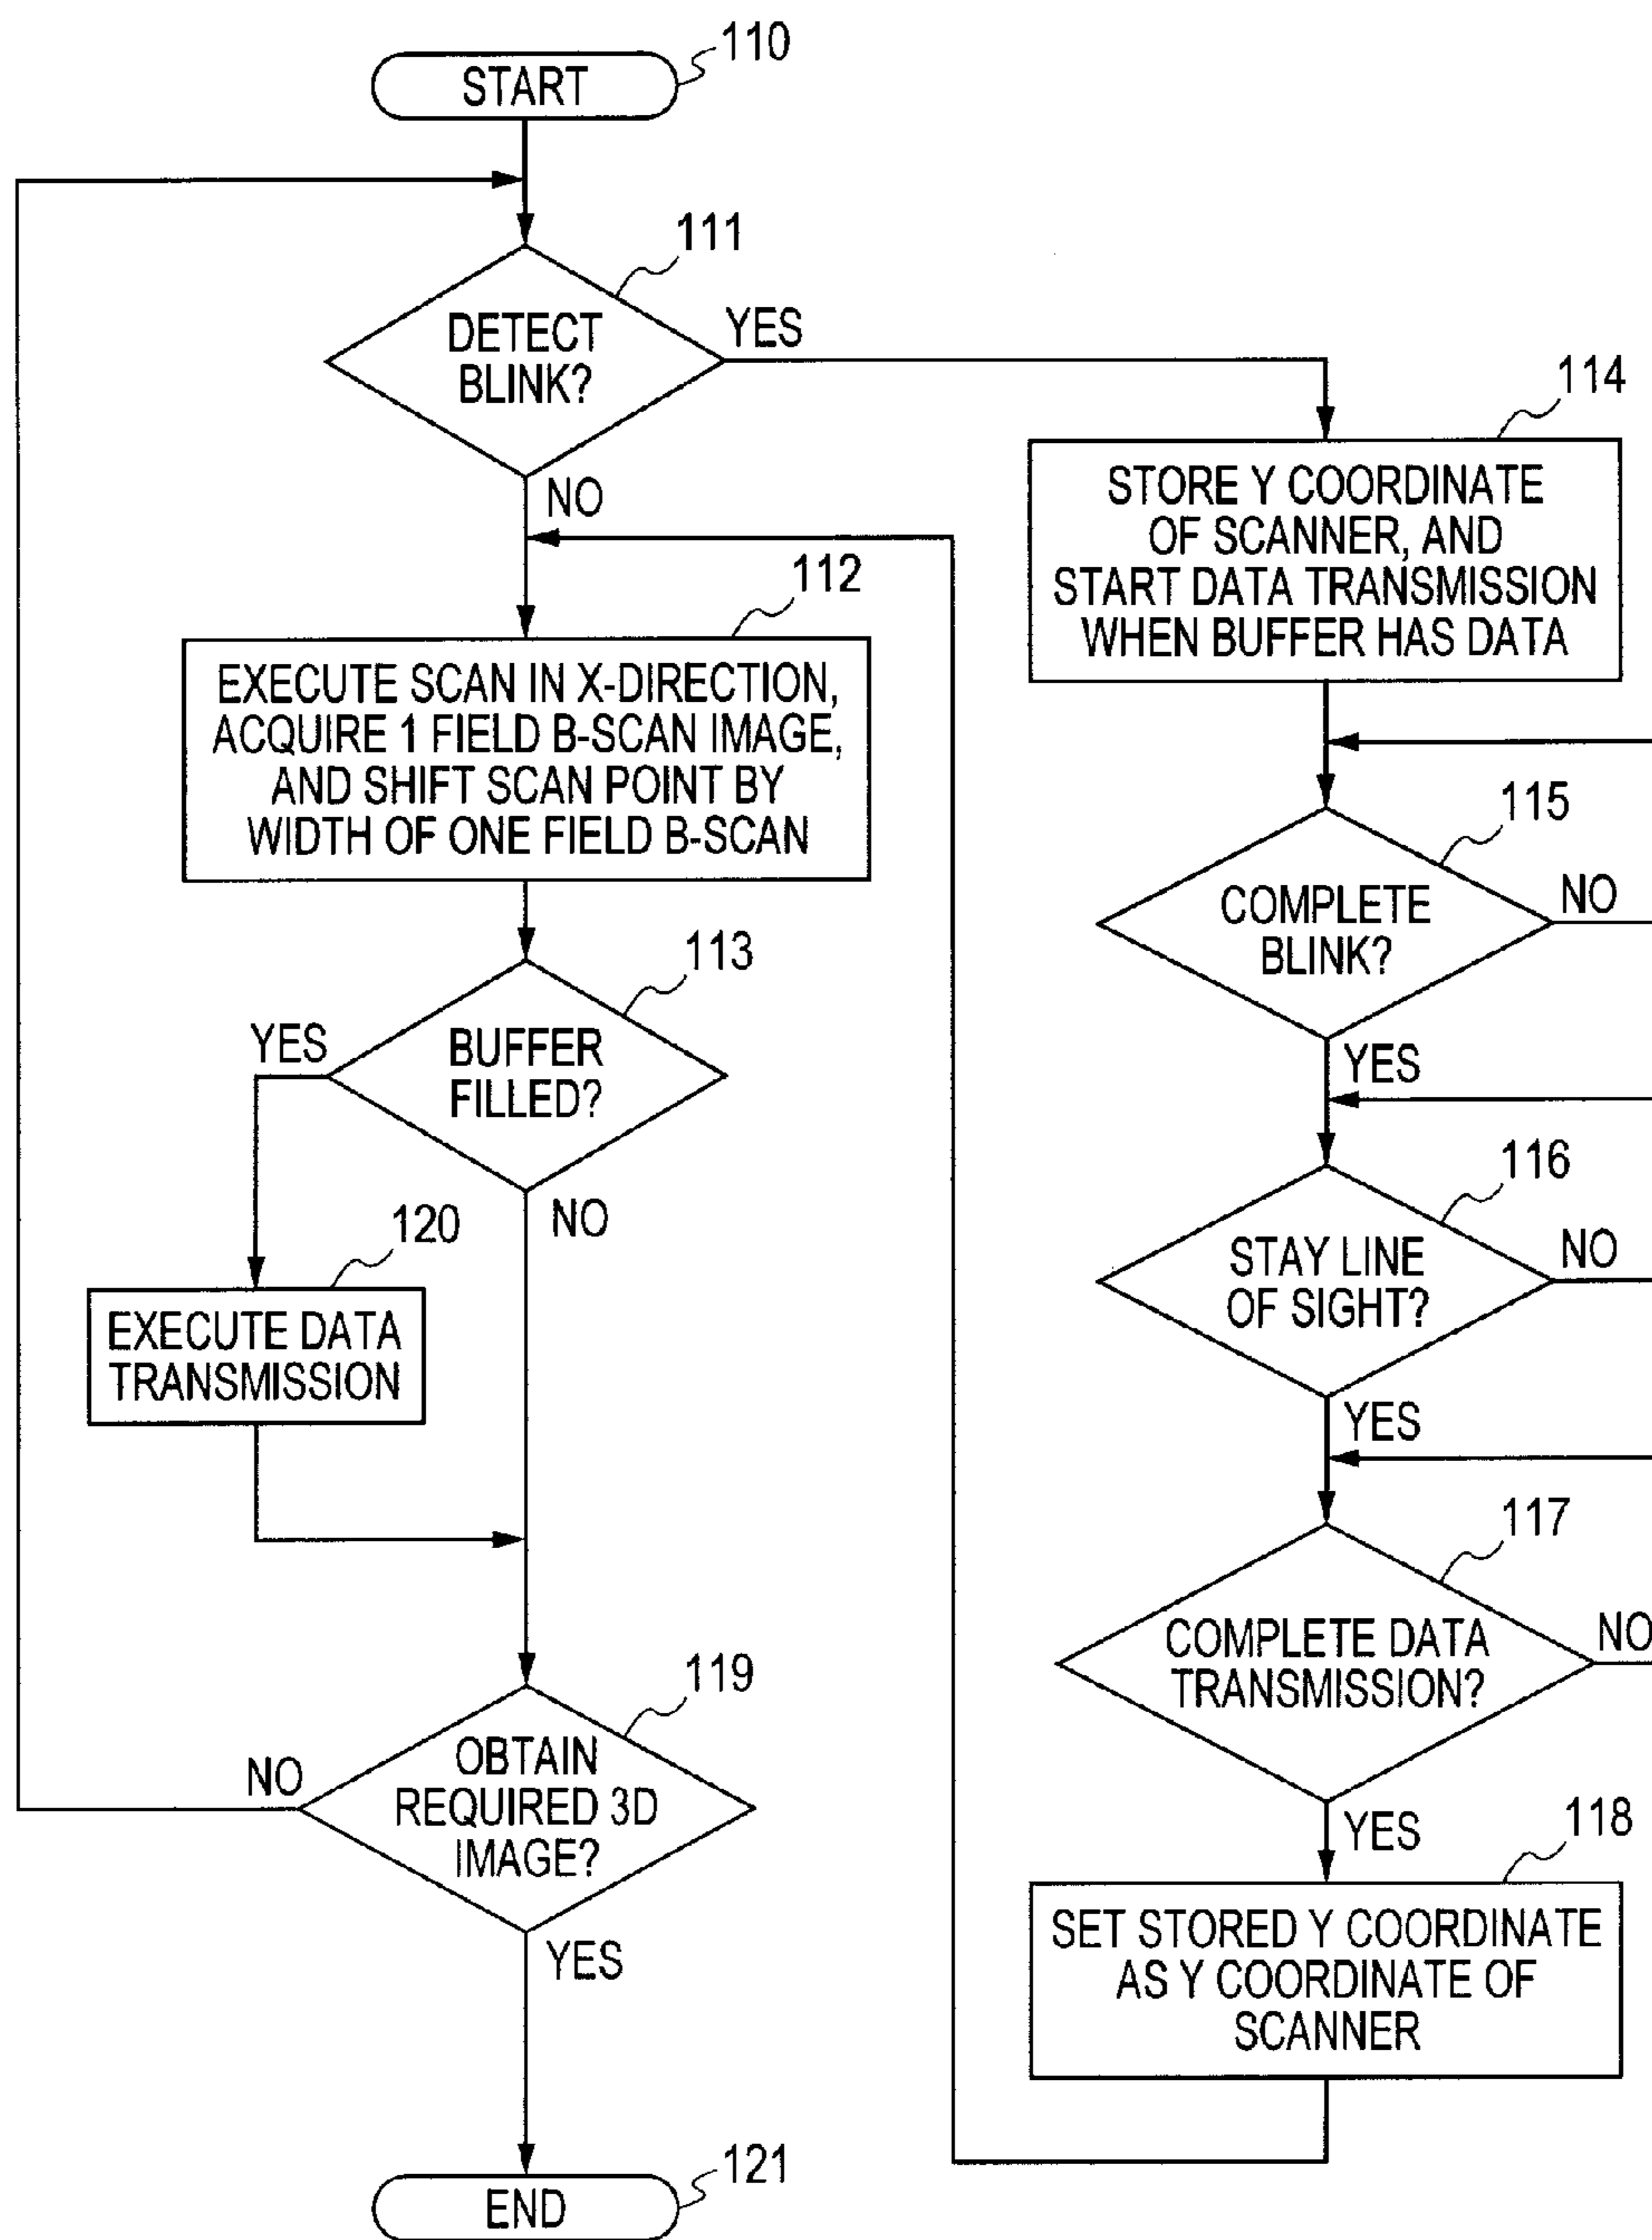 110
START
111
DETECT
BLINK?
YES
NO
112
EXECUTE SCAN IN X-DIRECTION,
ACQUIRE 1 FIELD B-SCAN IMAGE,
AND SHIFT SCAN POINT BY
WIDTH OF ONE FIELD B-SCAN
113
BUFFER
FILLED?
YES
NO
120
EXECUTE DATA
TRANSMISSION
119
OBTAIN
REQUIRED 3D
IMAGE?
NO
YES
121
END
114
STORE Y COORDINATE
OF SCANNER, AND
START DATA TRANSMISSION
WHEN BUFFER HAS DATA
115
COMPLETE
BLINK?
NO
YES
116
STAY LINE
OF SIGHT?
NO
YES
117
COMPLETE DATA
TRANSMISSION?
NO
YES
118
SET STORED Y COORDINATE
AS Y COORDINATE OF
SCANNER